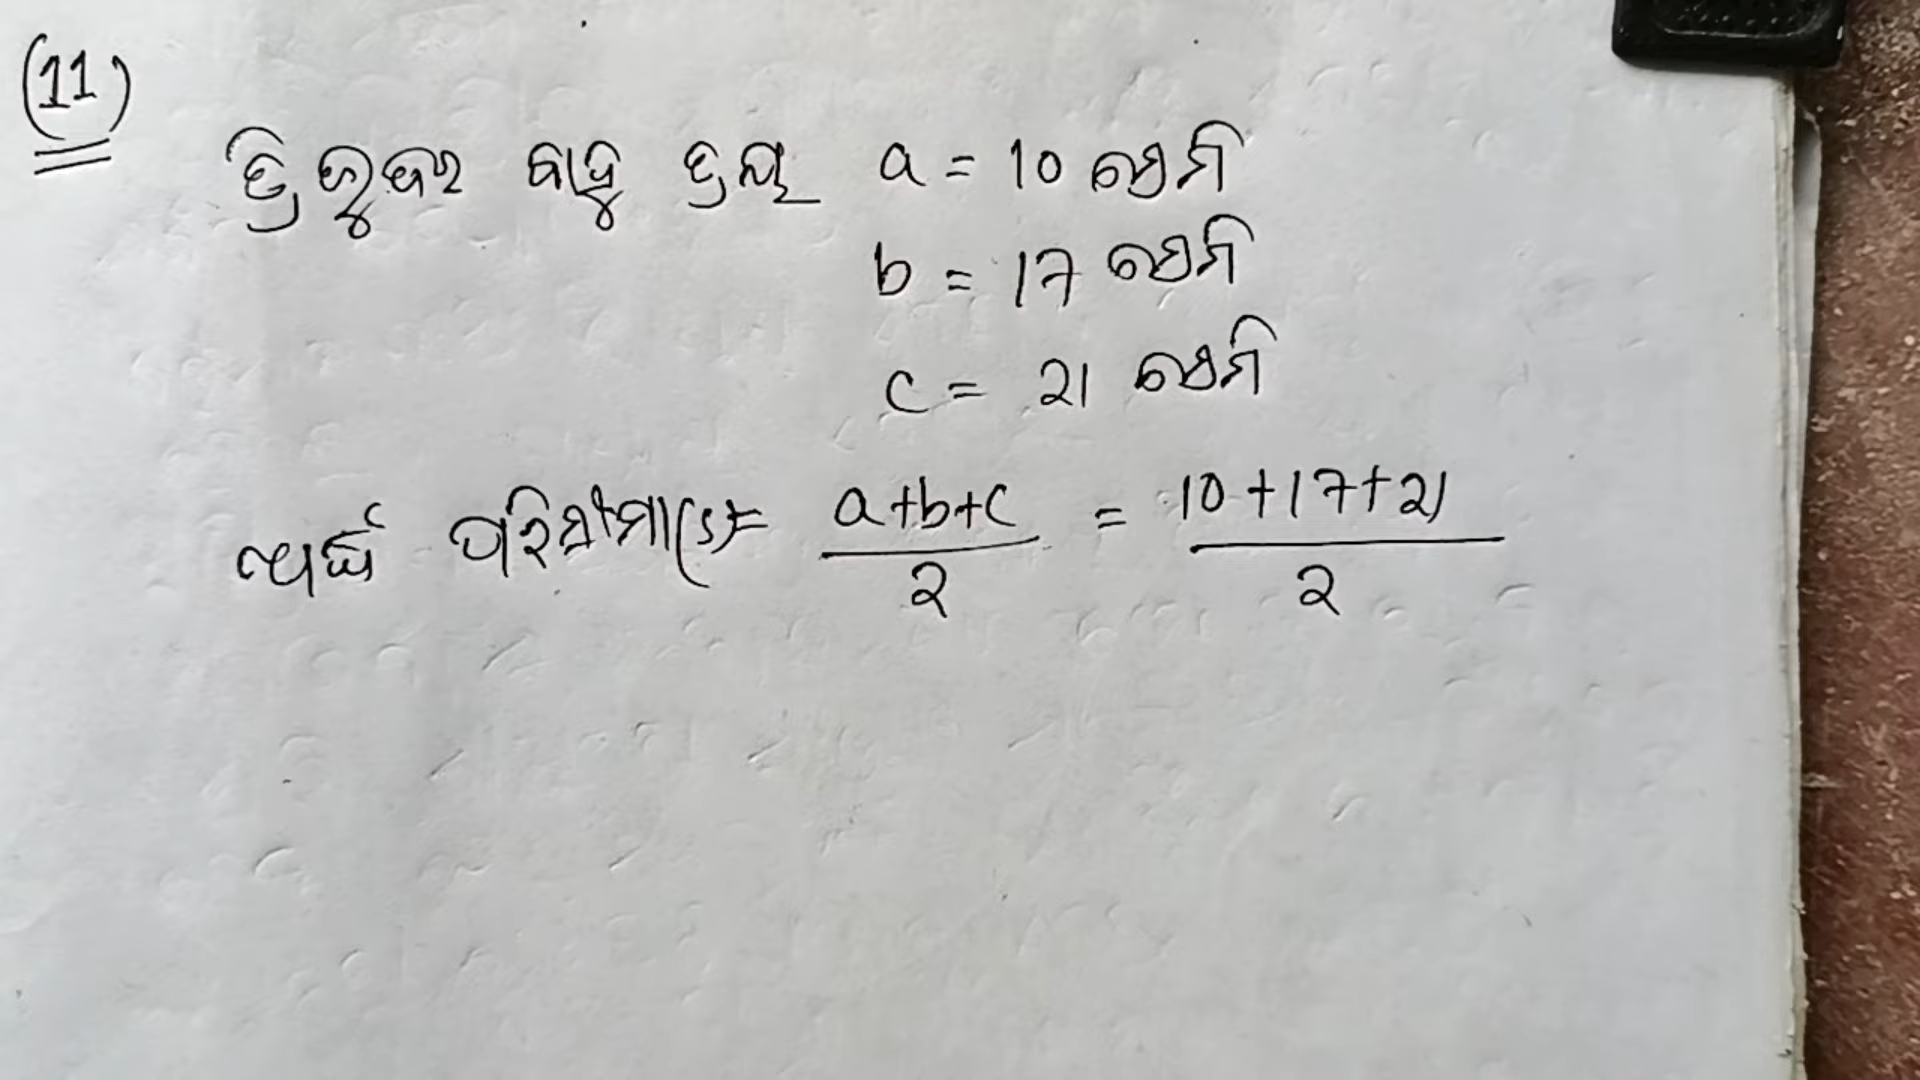 (11)
ତ୍ରିଭୁଜର ବାହୁ ତ୍ରୟ a = 10 ସେମି
b = 17 ସେମି
c = 21 ସେମି
ଅର୍ଦ୍ଧ ପରିସୀମା(s) = a+b+c / 2 = 10+17+21 / 2